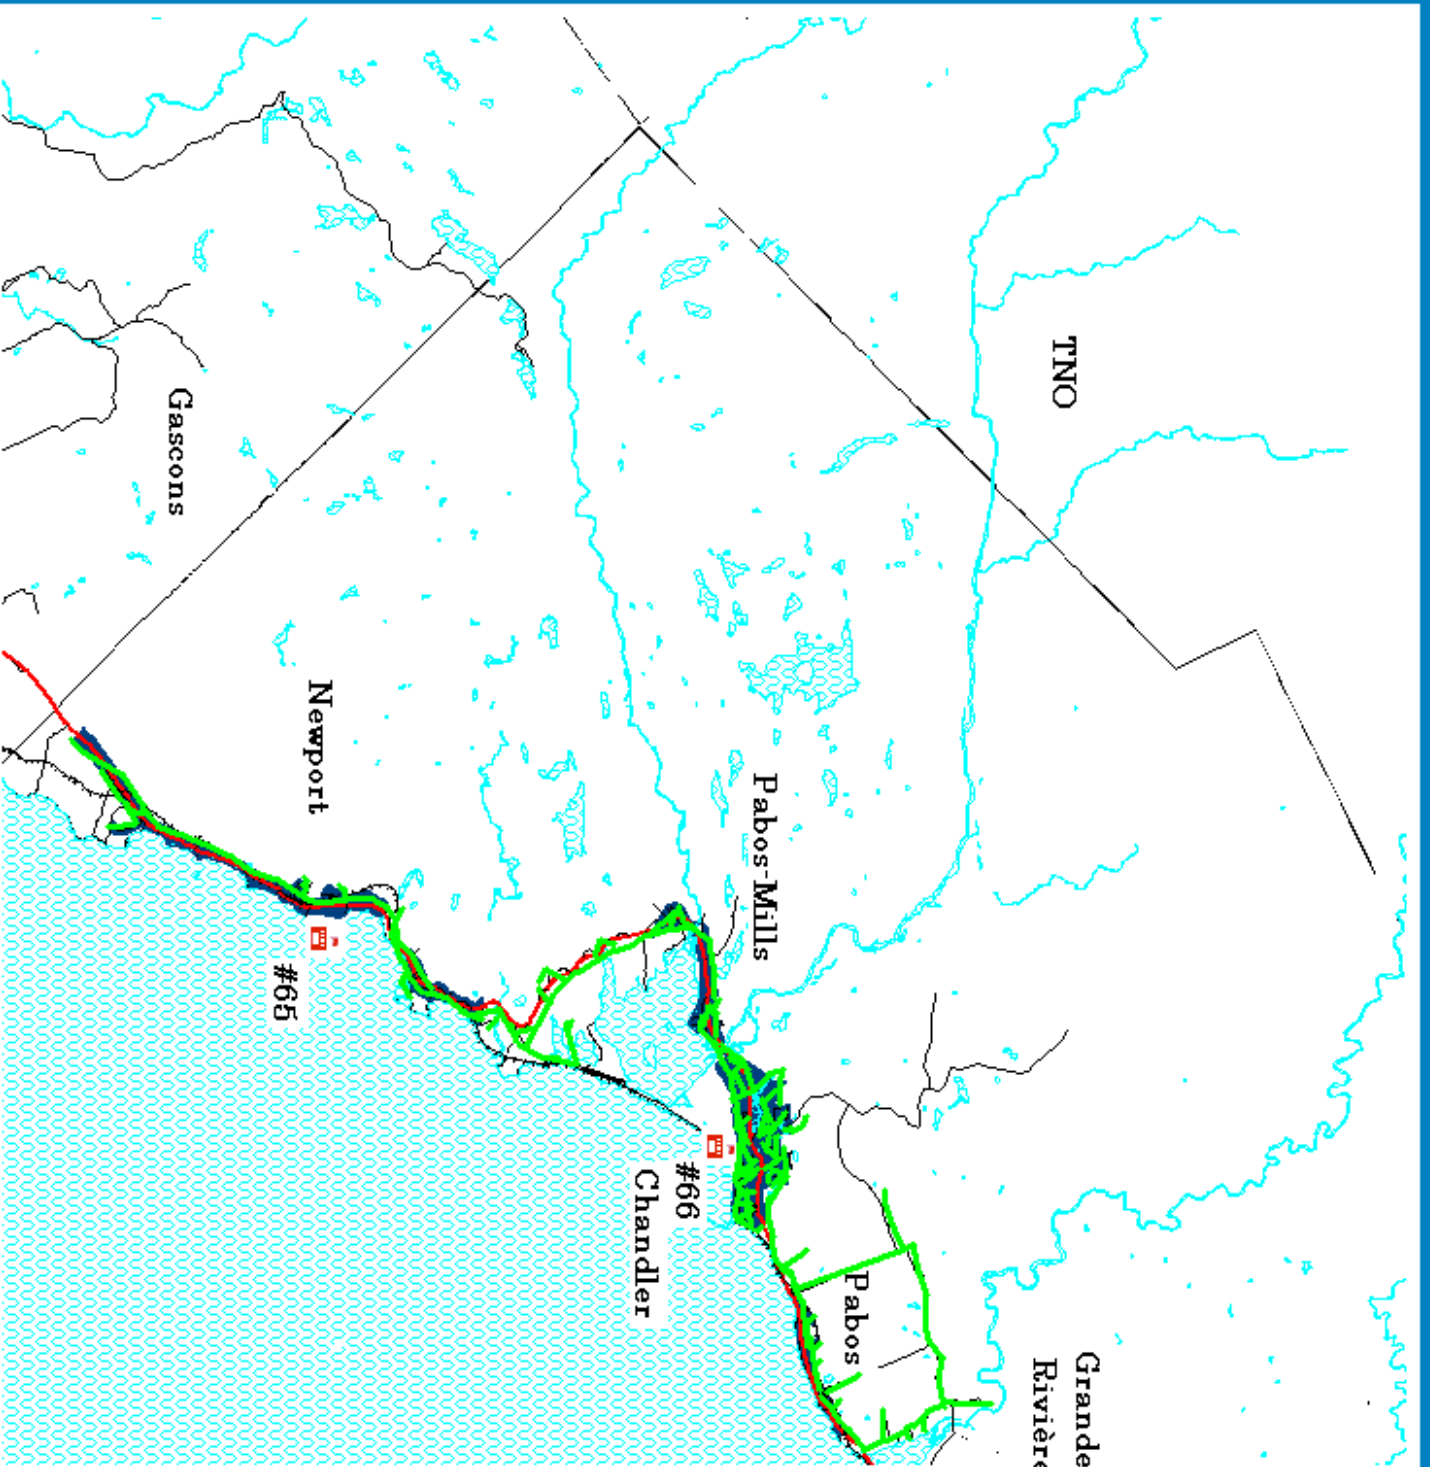 Grande
Rivière
TNO
Pabos
Pabos-Mills
#66
Chandler
Newport
#65
Gascons